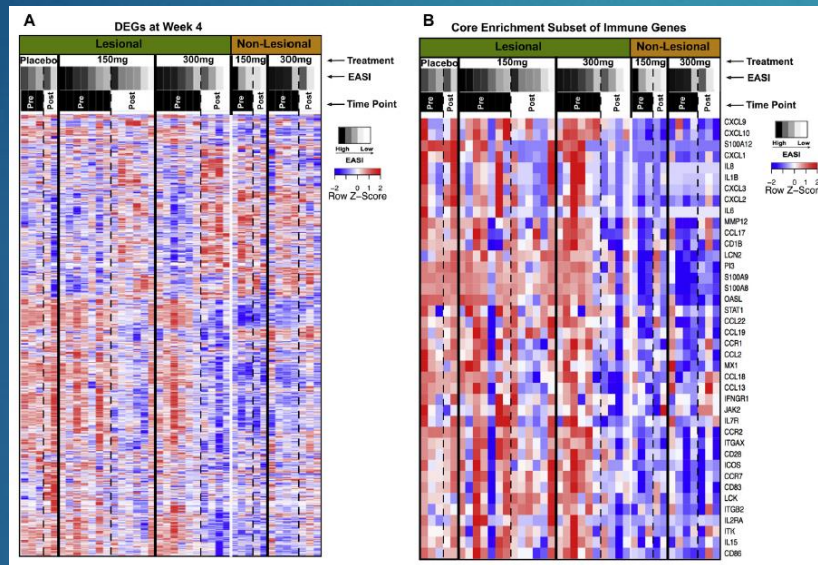 A
DEGs at Week 4
Lesional
Non-Lesional
Placebo
150mg
300mg
150mg
300mg
Treatment
EASI
Time Point
Pre
Post
Pre
Post
Pre
Post
Pre
Post
Pre
Post
High
Low
EASI
-2
0
1
2
Row Z-Score
B
Core Enrichment Subset of Immune Genes
Lesional
Non-Lesional
Placebo
150mg
300mg
150mg
300mg
Treatment
EASI
Time Point
Pre
Post
Pre
Post
Pre
Post
Pre
Post
Pre
Post
CXCL9
CXCL10
S100A12
CXCL1
IL8
IL1B
CXCL3
CXCL2
IL6
MMP12
CCL17
CD1B
LCN2
PI3
S100A9
S100A8
OASL
STAT1
CCL22
CCL19
CCR1
CCL2
MX1
CCL18
CCL13
IFNGR1
JAK2
IL7R
CCR2
ITGAX
CD28
ICOS
CCR7
CD83
LCK
ITGB2
IL2RA
ITK
IL15
CD86
High
Low
EASI
-2
0
1
2
Row Z-Score